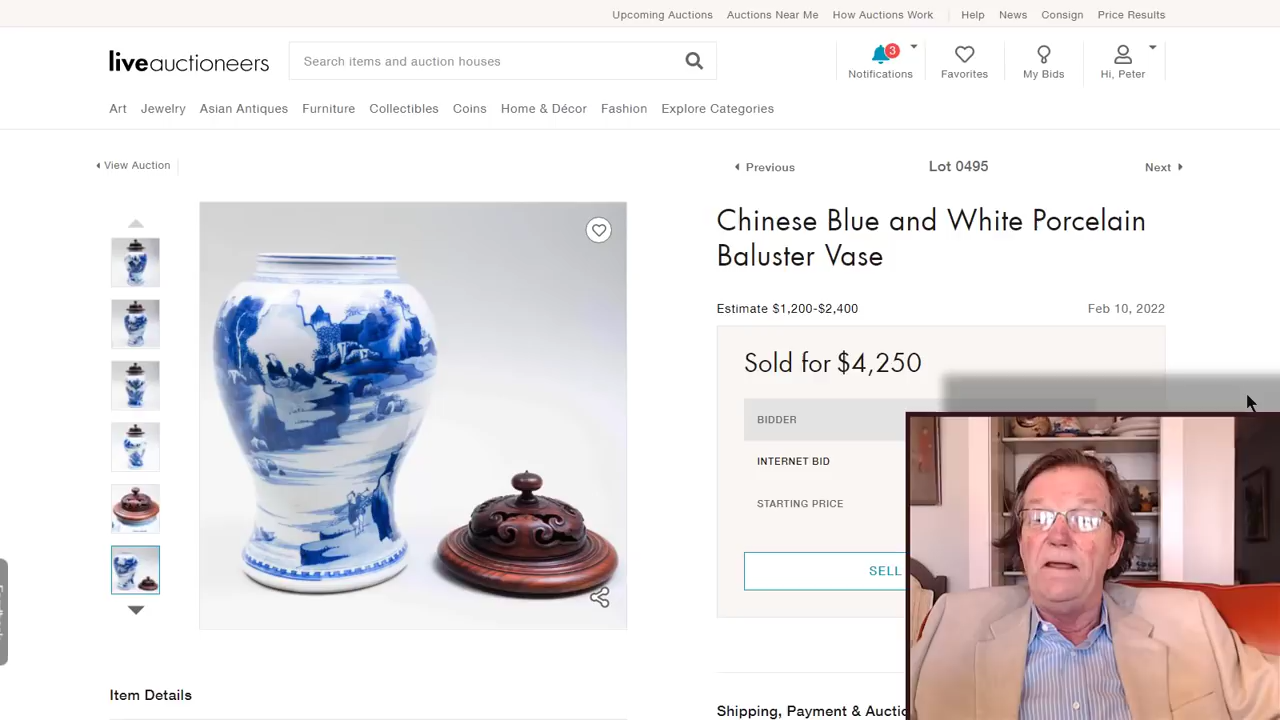 Upcoming Auctions Auctions Near Me How Auctions Work Help News Consign Price Results
liveauctioneers
Search items and auction houses
3
Notifications Favorites My Bids Hi, Peter
Art Jewelry Asian Antiques Furniture Collectibles Coins Home & Décor Fashion Explore Categories
View Auction
Previous Lot 0495 Next
Chinese Blue and White Porcelain
Baluster Vase
Estimate $1,200-$2,400 Feb 10, 2022
Sold for $4,250
BIDDER
INTERNET BID
STARTING PRICE
SELL
Item Details
Shipping, Payment & Auctio